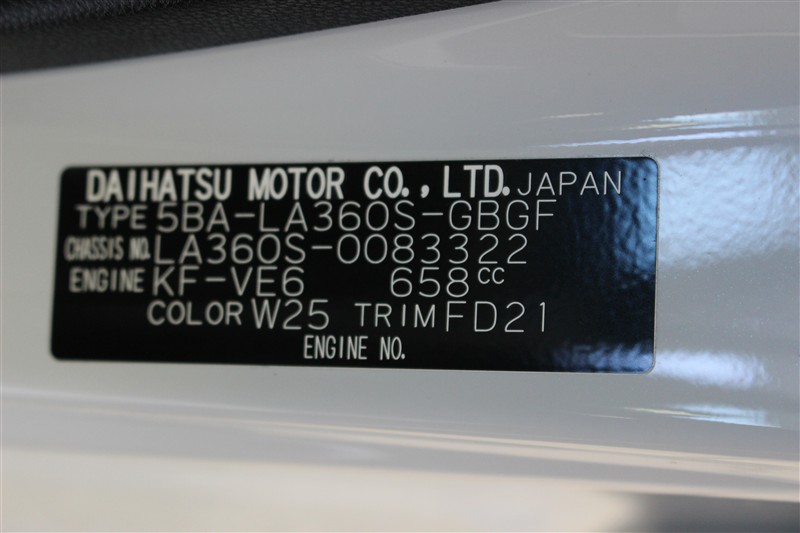 DAIHATSU MOTOR CO., LTD. JAPAN
TYPE 5BA-LA360S-GBGF
CHASSIS NO. LA360S-0083322
ENGINE KF-VE6 658cc
COLOR W25 TRIM FD21
ENGINE NO.